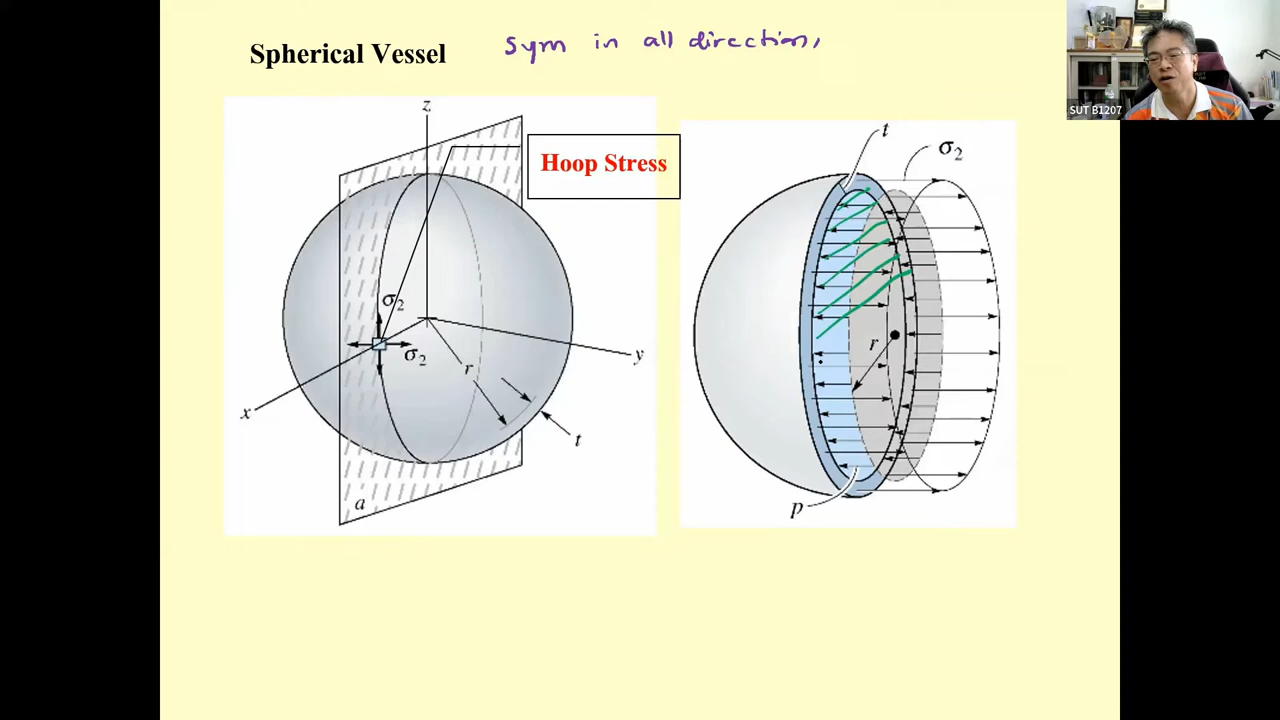 Spherical Vessel
sym in all direction,
SUT B1207
z
Hoop Stress
σ2
σ2
r
x
y
t
a
t
σ2
r
p